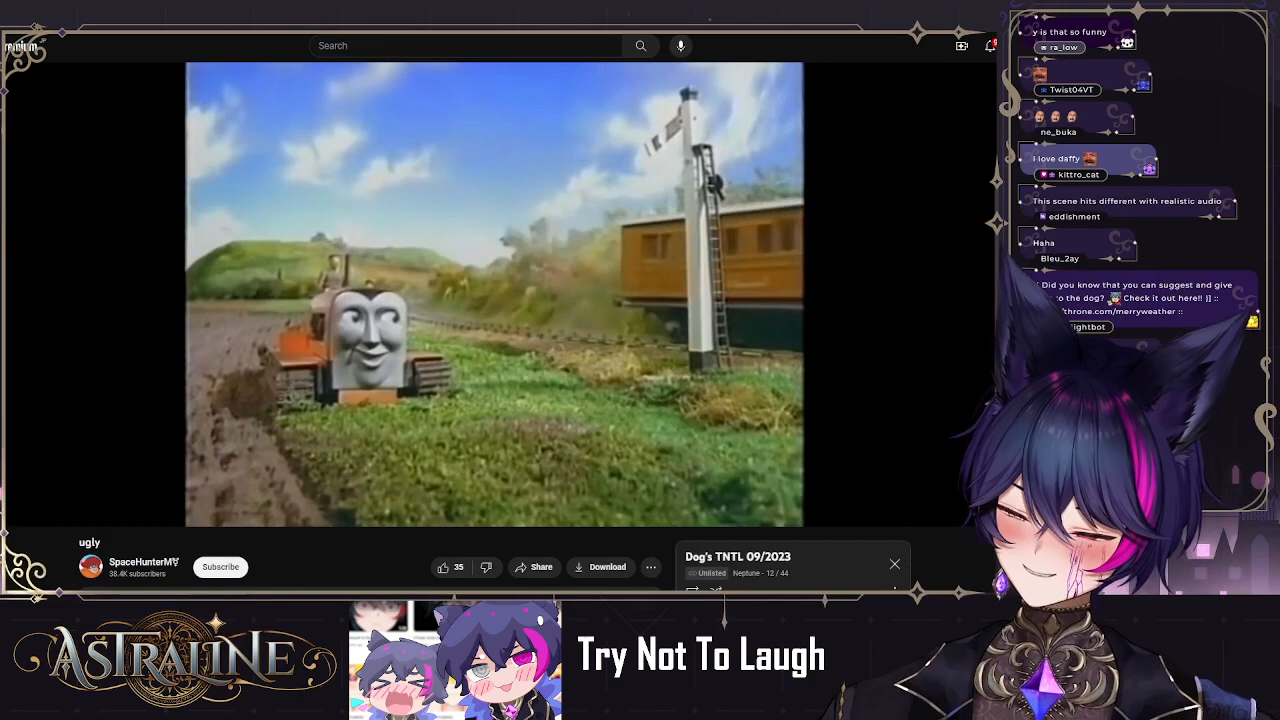 Search
ugly
SpaceHunterMꓯ
38.4K subscribers
Subscribe
35
Share
Download
Dog's TNTL 09/2023
Unlisted
Neptune - 12 / 44
y is that so funny
ra_low
Twist04VT
ne_buka
i love daffy
kittro_cat
This scene hits different with realistic audio
eddishment
Haha
Bleu_2ay
Did you know that you can suggest and give
to the dog? Check it out here!! )] ::
throne.com/merryweather ::
ightbot
ASTRALINE
Try Not To Laugh